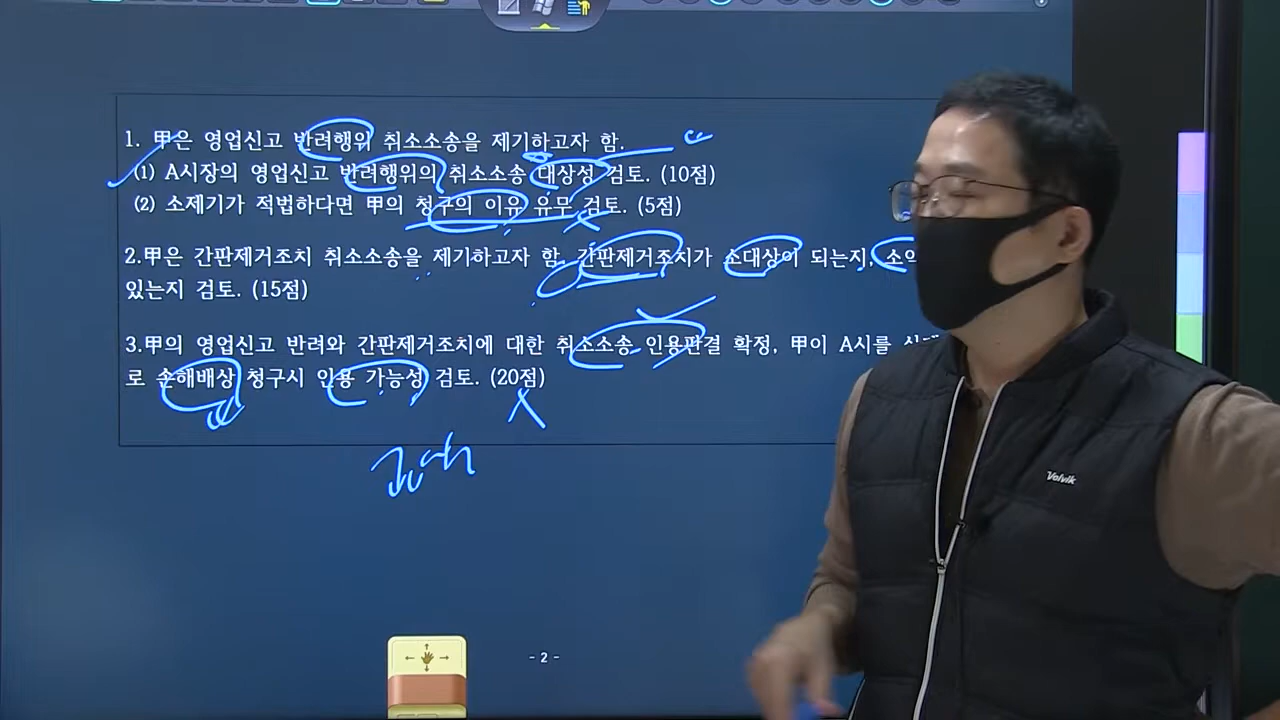 1. 甲은 영업신고 반려행위 취소소송을 제기하고자 함.
(1) A시장의 영업신고 반려행위의 취소소송 대상성 검토. (10점)
(2) 소제기가 적법하다면 甲의 청구의 이유 유무 검토. (5점)
2.甲은 간판제거조치 취소소송을 제기하고자 함. 간판제거조치가 소대상이 되는지,
있는지 검토. (15점)
3.甲의 영업신고 반려와 간판제거조치에 대한 취소소송 인용판결 확정, 甲이 A시를
로 손해배상 청구시 인용 가능성 검토. (20점)
Volvik
- 2 -